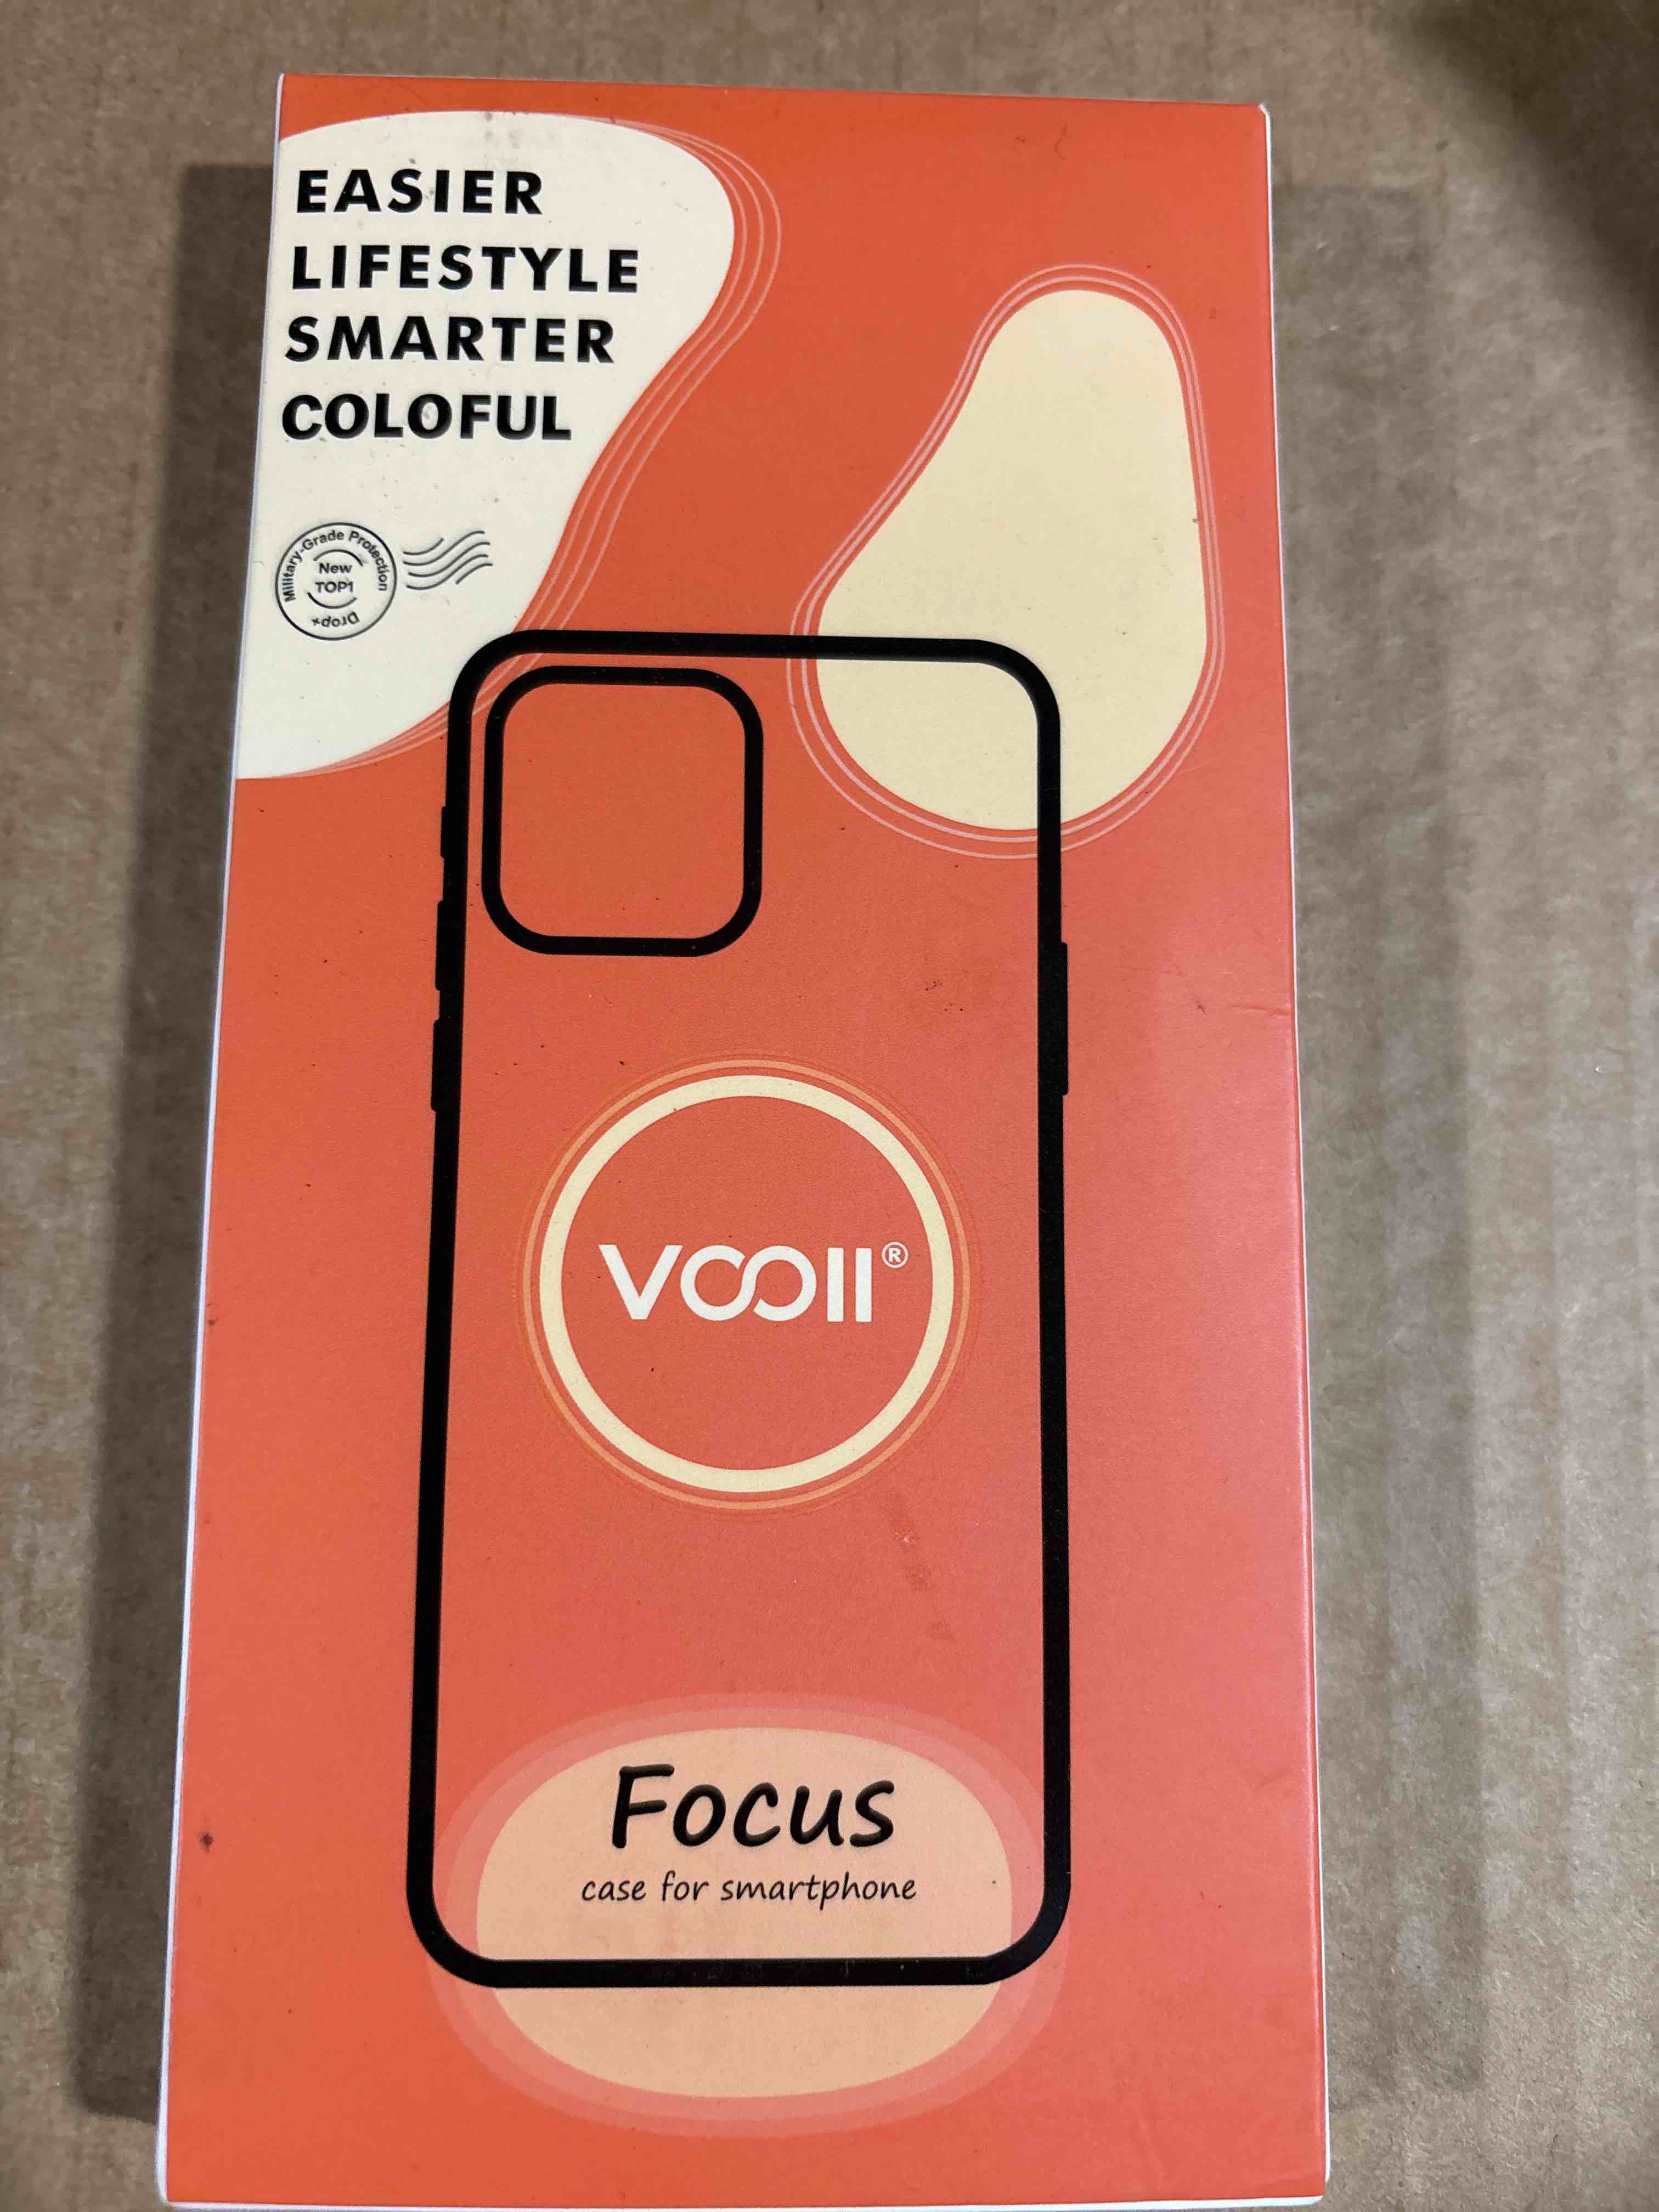 EASIER
LIFESTYLE
SMARTER
COLOFUL
Military-Grade Protection
New
TOP1
Drop+
VOOII®
Focus
case for smartphone